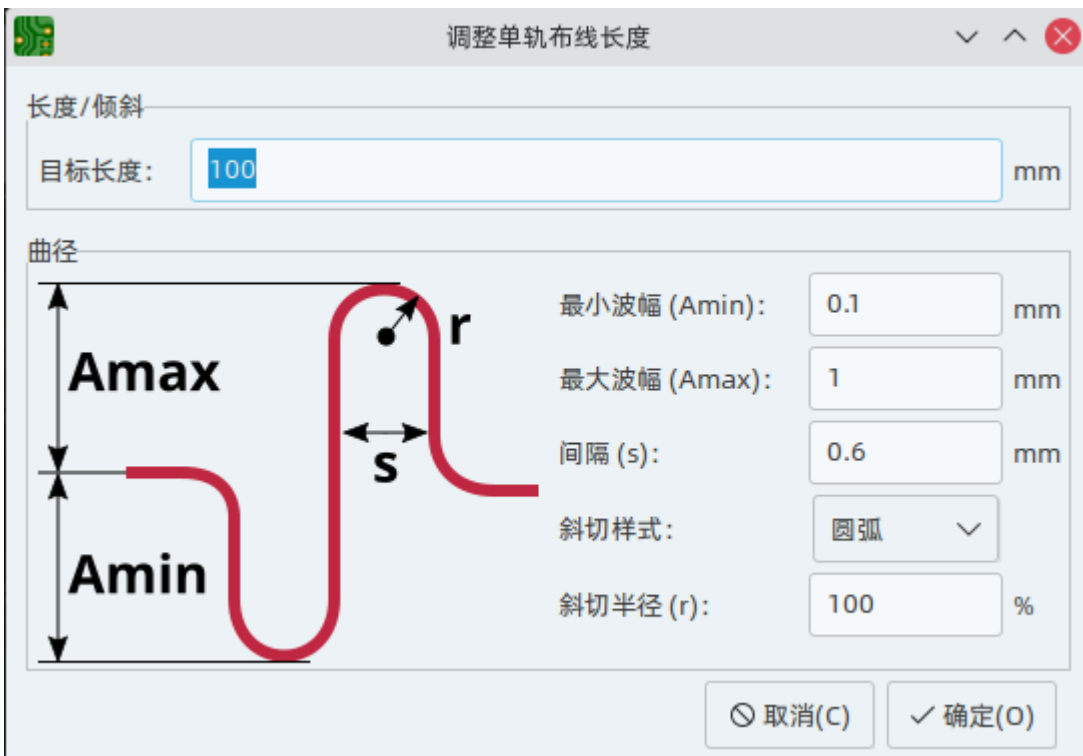 调整单轨布线长度
长度/倾斜
目标长度: 100 mm
曲径
Amax
r
s
Amin
最小波幅 (Amin): 0.1 mm
最大波幅 (Amax): 1 mm
间隔 (s): 0.6 mm
斜切样式: 圆弧
斜切半径 (r): 100 %
取消(C) 确定(O)